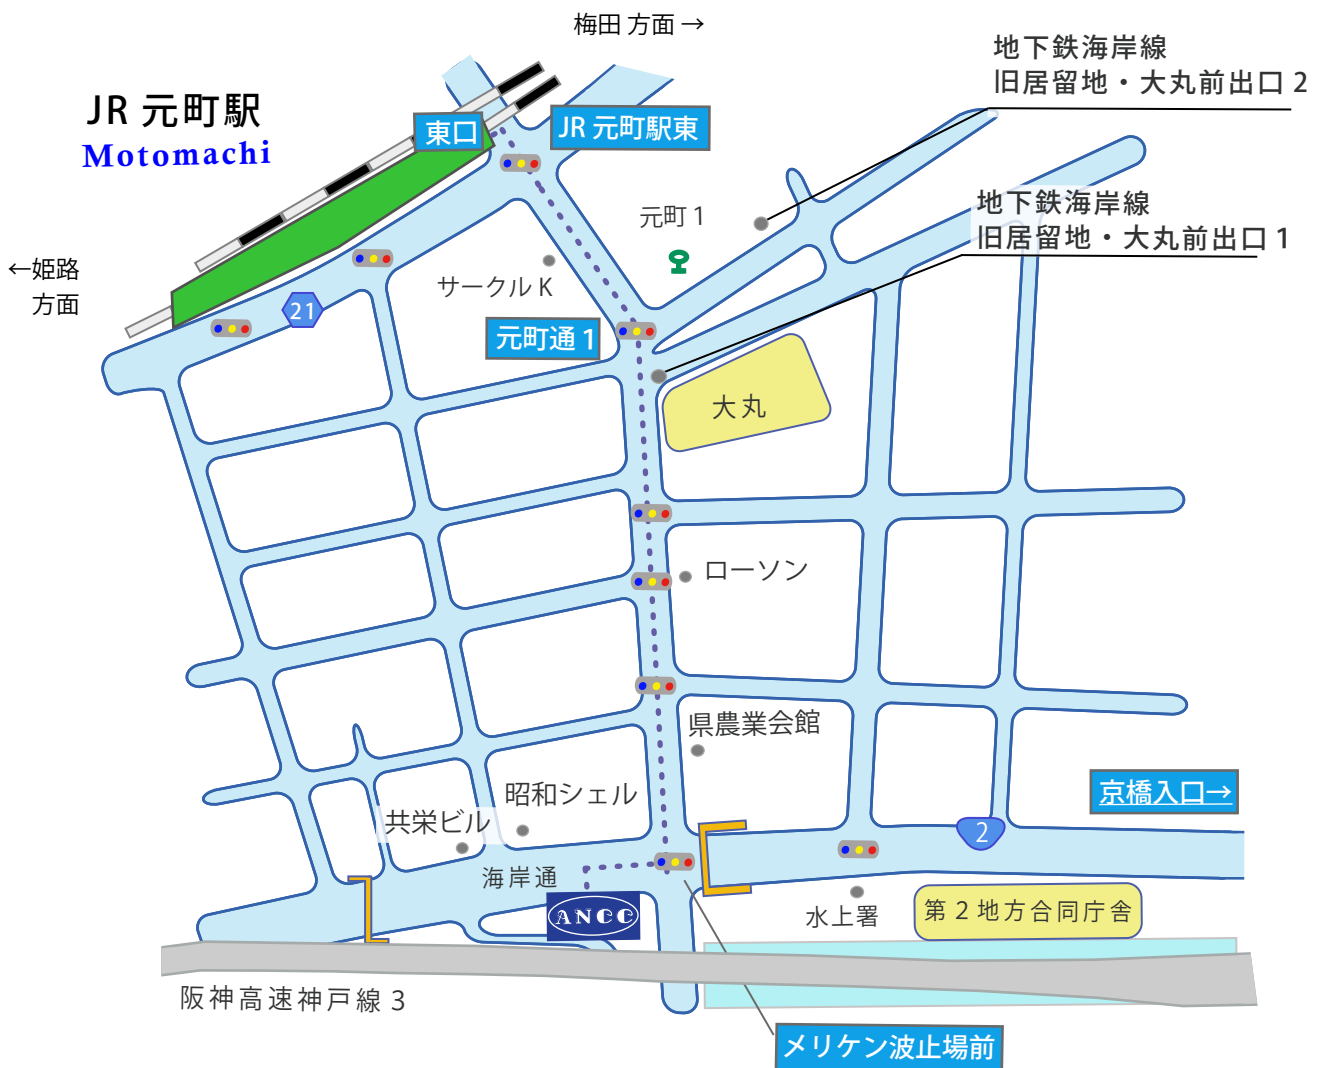 梅田 方面 →
地下鉄海岸線
旧居留地・大丸前出口 2
JR 元町駅
Motomachi
東口
JR 元町駅東
地下鉄海岸線
旧居留地・大丸前出口 1
元町 1
←姫路
方面
サークル K
21
元町通 1
大丸
ローソン
県農業会館
京橋入口→
昭和シェル
共栄ビル
2
海岸通
ANCC
水上署
第 2 地方合同庁舎
阪神高速神戸線 3
メリケン波止場前